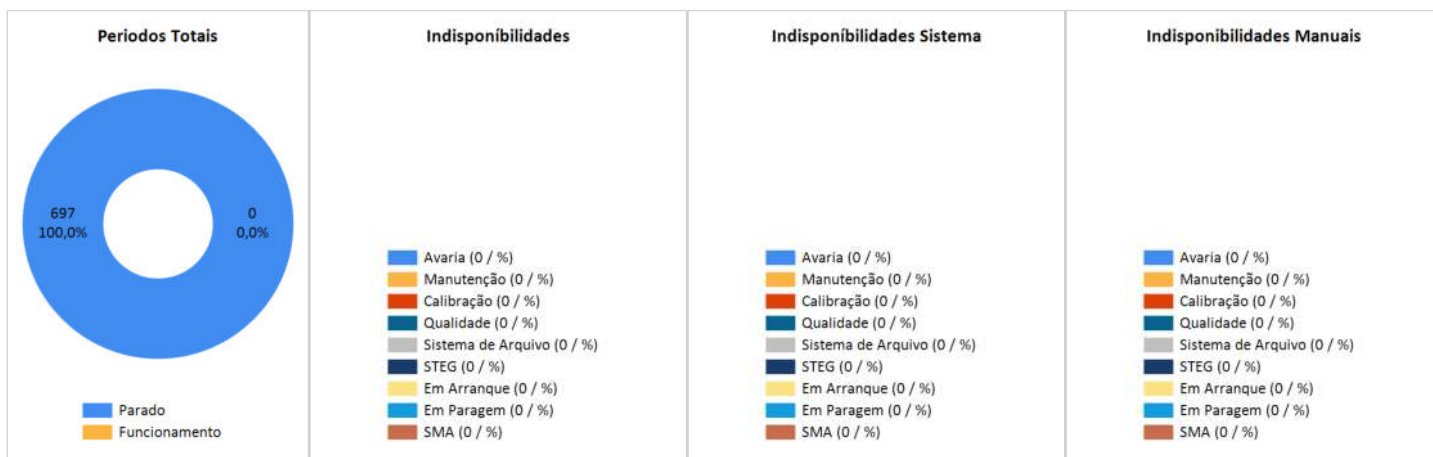 Periodos Totais
697
100,0%
0
0,0%
Parado
Funcionamento
Indisponíbilidades
Avaria (0 / %)
Manutenção (0 / %)
Calibração (0 / %)
Qualidade (0 / %)
Sistema de Arquivo (0 / %)
STEG (0 / %)
Em Arranque (0 / %)
Em Paragem (0 / %)
SMA (0 / %)
Indisponíbilidades Sistema
Avaria (0 / %)
Manutenção (0 / %)
Calibração (0 / %)
Qualidade (0 / %)
Sistema de Arquivo (0 / %)
STEG (0 / %)
Em Arranque (0 / %)
Em Paragem (0 / %)
SMA (0 / %)
Indisponibilidades Manuais
Avaria (0 / %)
Manutenção (0 / %)
Calibração (0 / %)
Qualidade (0 / %)
Sistema de Arquivo (0 / %)
STEG (0 / %)
Em Arranque (0 / %)
Em Paragem (0 / %)
SMA (0 / %)